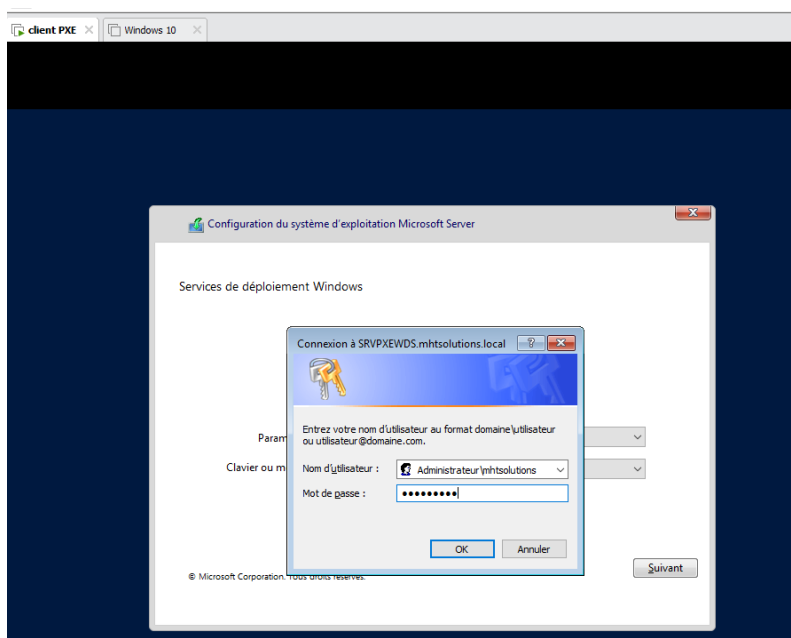 client PXE
Windows 10
Configuration du système d'exploitation Microsoft Server
Services de déploiement Windows
Connexion à SRVPXEWDS.mhtsolutions.local
Entrez votre nom d'utilisateur au format domaine\utilisateur
ou utilisateur@domaine.com.
Param
Nom d'utilisateur : Administrateur\mhtsolutions
Clavier ou m
Mot de passe : •••••••••
OK Annuler
Suivant
© Microsoft Corporation. Tous droits réservés.